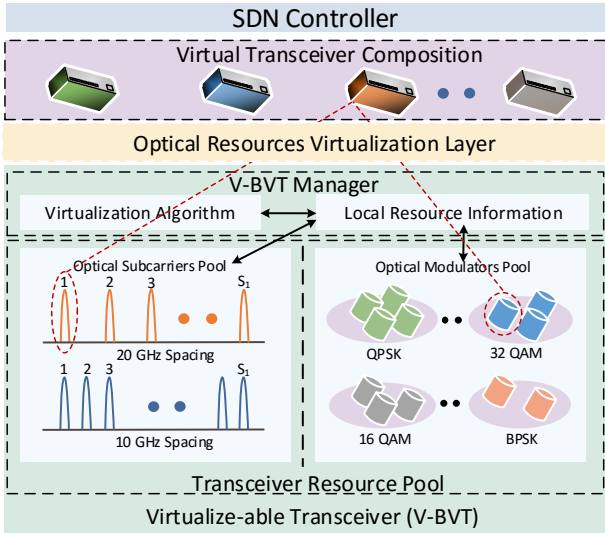 SDN Controller
Virtual Transceiver Composition
Optical Resources Virtualization Layer
V-BVT Manager
Virtualization Algorithm
Local Resource Information
Optical Subcarriers Pool
1 2 3 S1
20 GHz Spacing
1 2 3 S1
10 GHz Spacing
Optical Modulators Pool
QPSK
32 QAM
16 QAM
BPSK
Transceiver Resource Pool
Virtualize-able Transceiver (V-BVT)